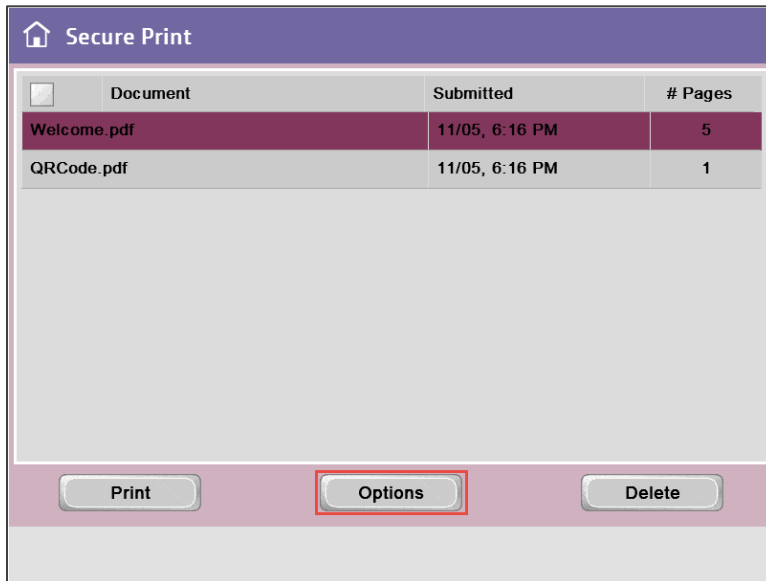 Secure Print
Document Submitted # Pages
Welcome.pdf 11/05, 6:16 PM 5
QRCode.pdf 11/05, 6:16 PM 1
Print Options Delete